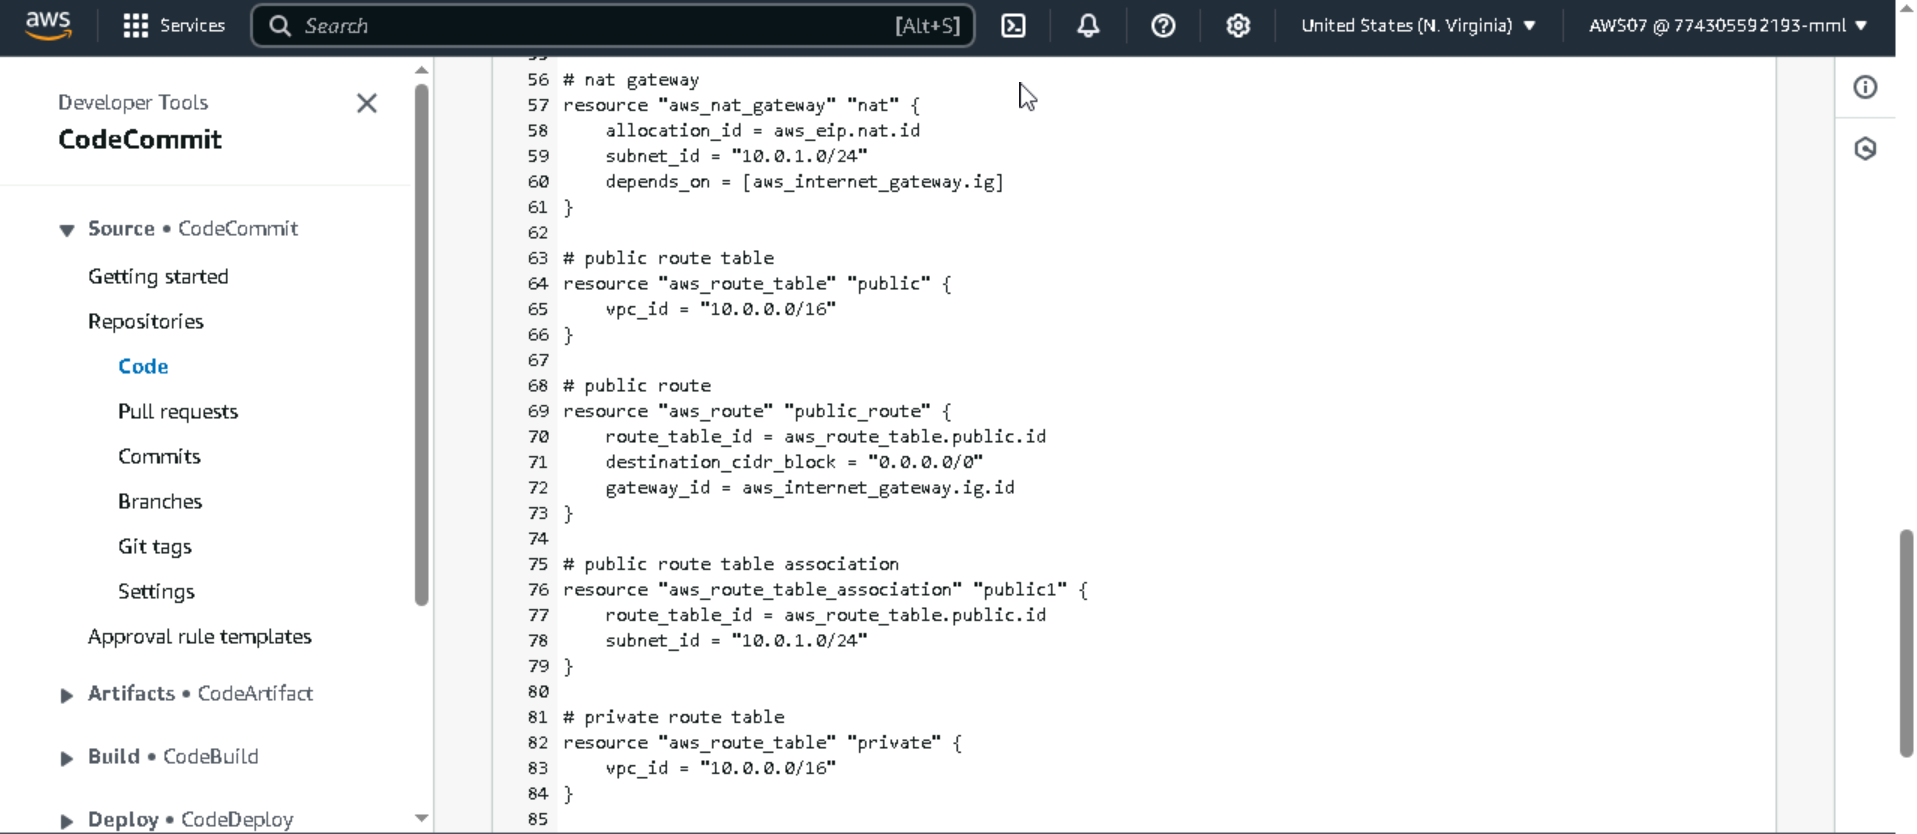 aws
Services
Search
[Alt+S]
United States (N. Virginia)
AWS07 @ 774305592193-mml
Developer Tools
CodeCommit
Source • CodeCommit
Getting started
Repositories
Code
Pull requests
Commits
Branches
Git tags
Settings
Approval rule templates
Artifacts • CodeArtifact
Build • CodeBuild
Deploy • CodeDeploy
56 # nat gateway
57 resource "aws_nat_gateway" "nat" {
58     allocation_id = aws_eip.nat.id
59     subnet_id = "10.0.1.0/24"
60     depends_on = [aws_internet_gateway.ig]
61 }
62
63 # public route table
64 resource "aws_route_table" "public" {
65     vpc_id = "10.0.0.0/16"
66 }
67
68 # public route
69 resource "aws_route" "public_route" {
70     route_table_id = aws_route_table.public.id
71     destination_cidr_block = "0.0.0.0/0"
72     gateway_id = aws_internet_gateway.ig.id
73 }
74
75 # public route table association
76 resource "aws_route_table_association" "public1" {
77     route_table_id = aws_route_table.public.id
78     subnet_id = "10.0.1.0/24"
79 }
80
81 # private route table
82 resource "aws_route_table" "private" {
83     vpc_id = "10.0.0.0/16"
84 }
85